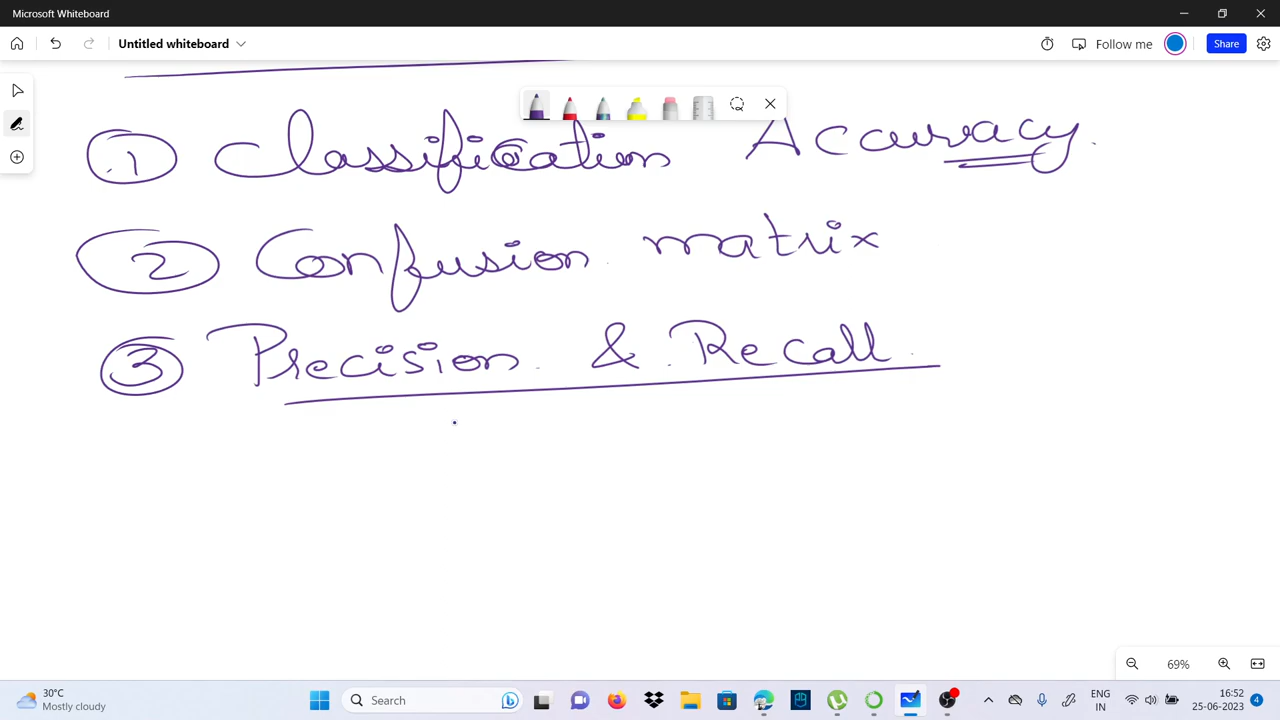 Microsoft Whiteboard
Untitled whiteboard
Follow me
Share
1 Classification Accuracy.
2 Confusion matrix
3 Precision & Recall.
69%
30°C
Mostly cloudy
Search
ENG
IN
16:52
25-06-2023
4